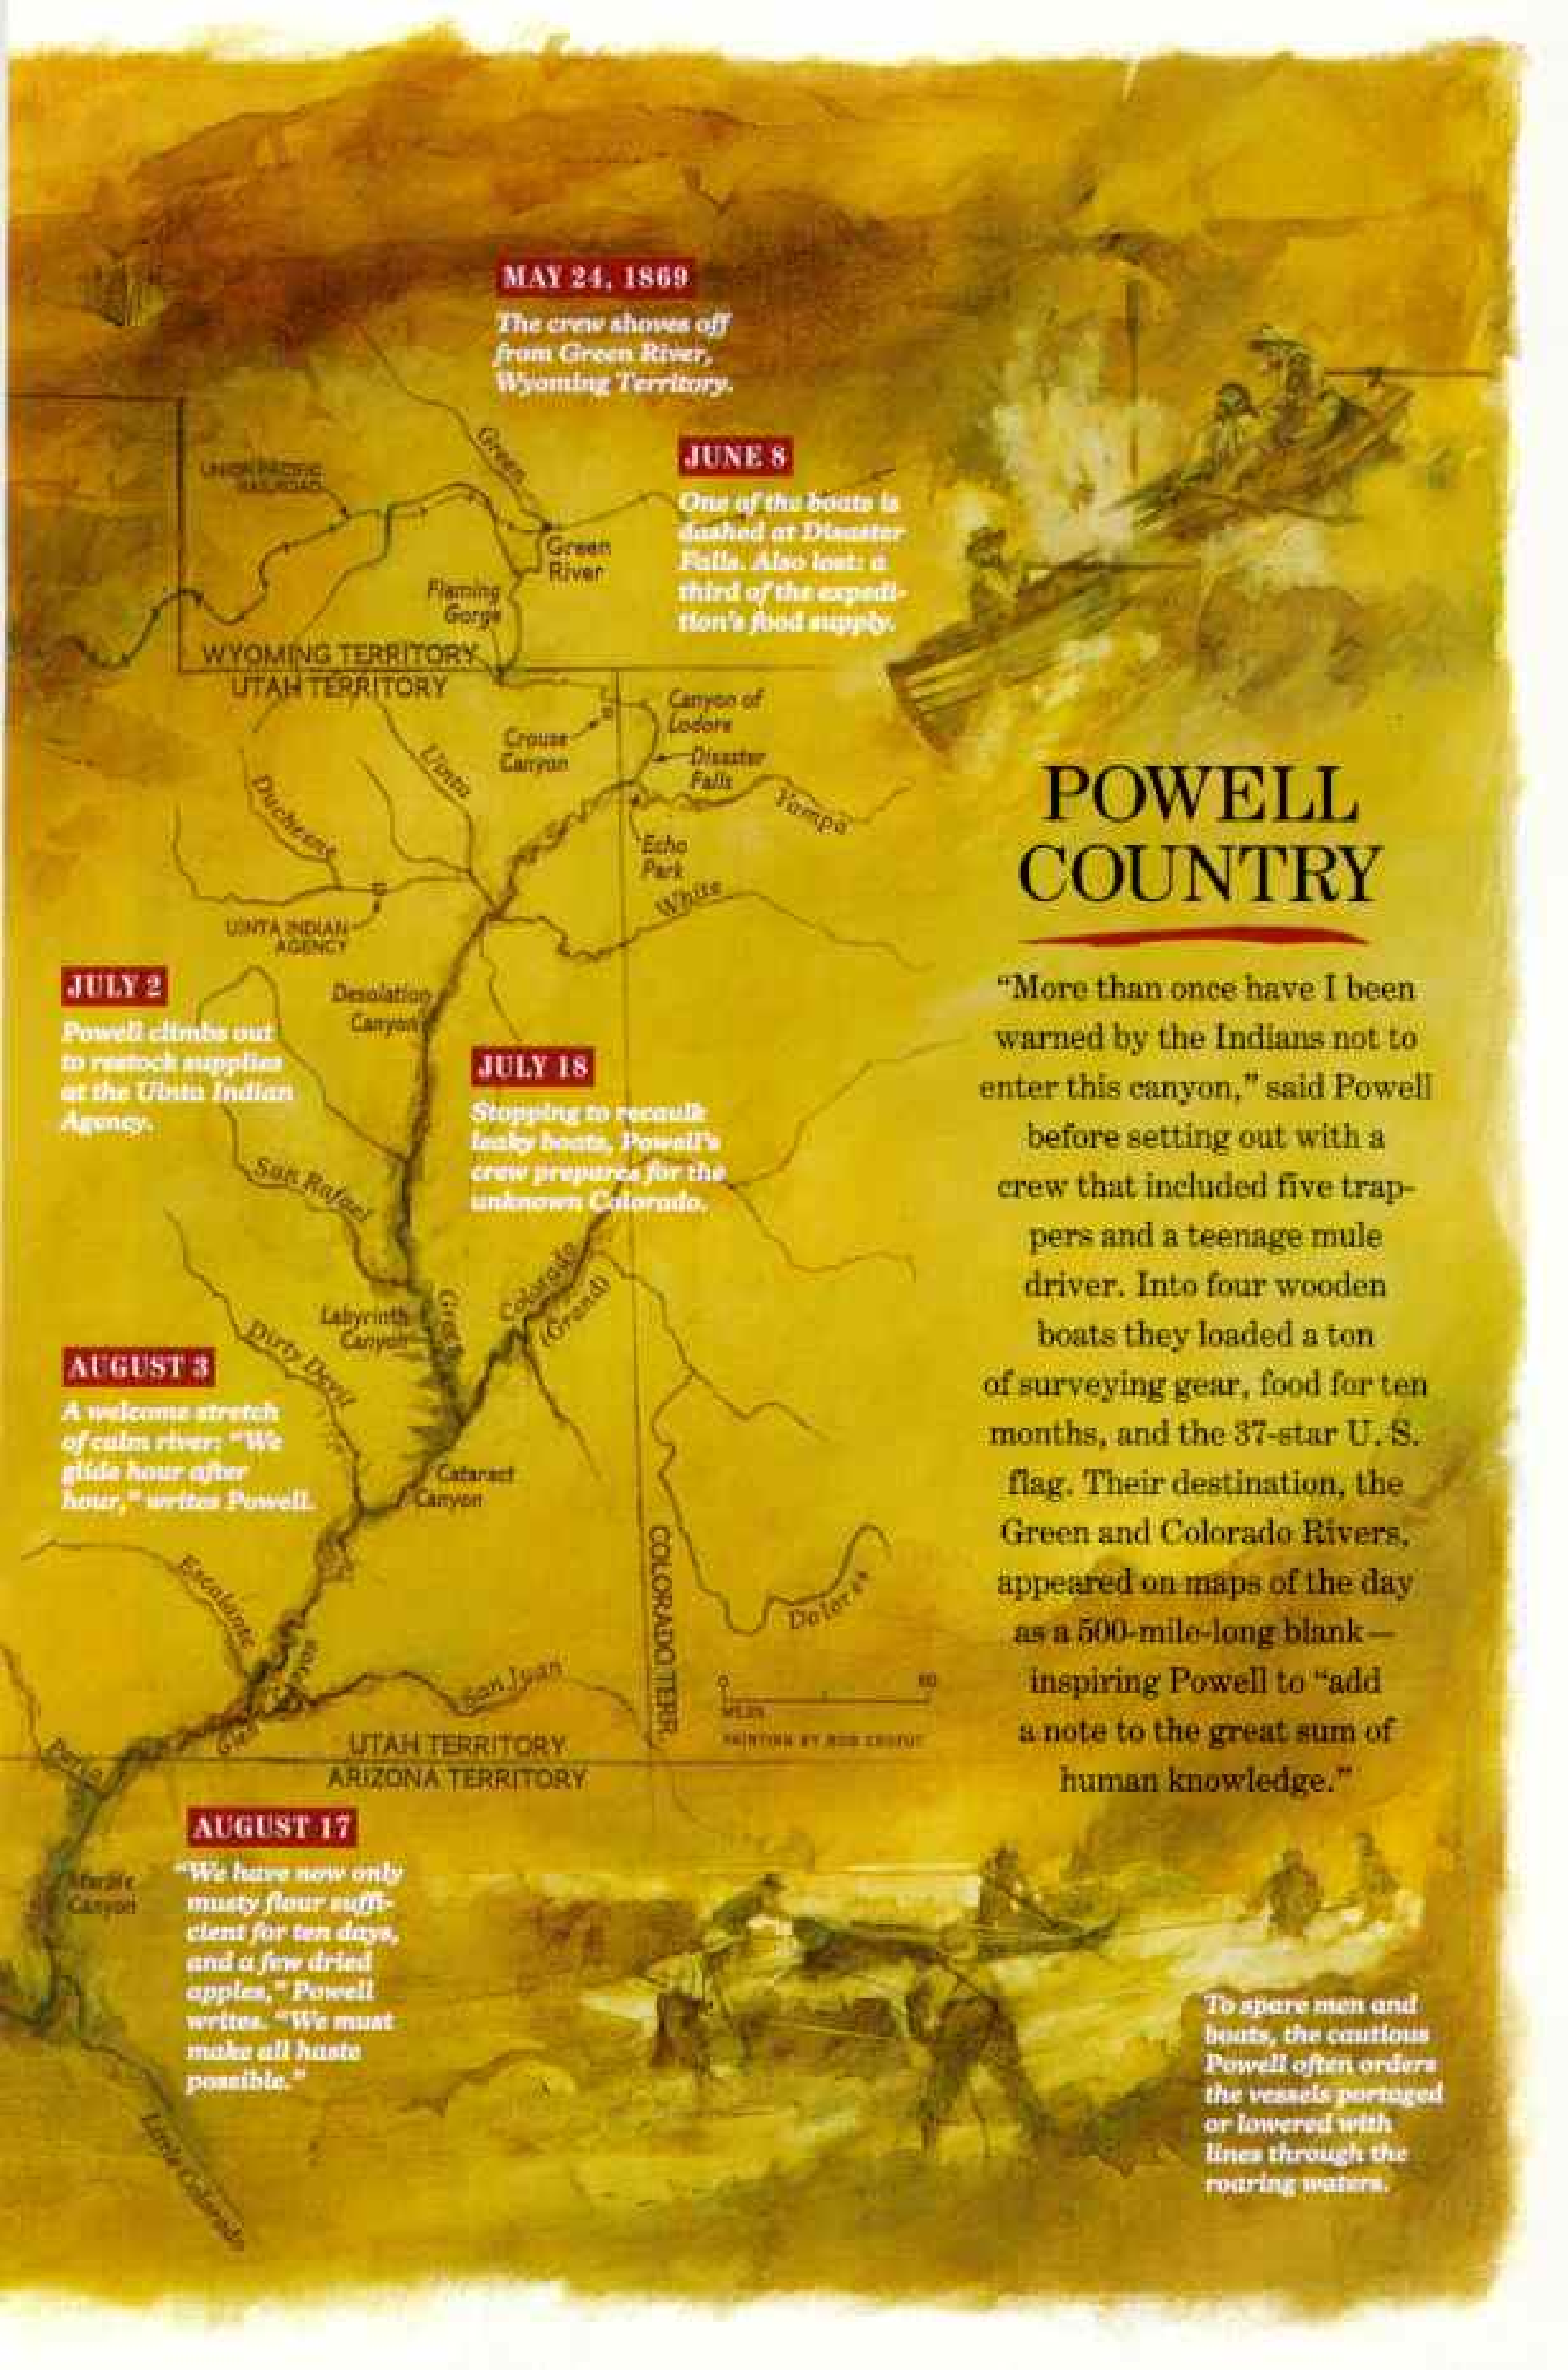 MAY 24, 1869
The crew shoves off
from Green River,
Wyoming Territory.
JUNE 8
One of the boats is
dashed at Disaster
Falls. Also lost: a
third of the expedi-
tion's food supply.
Green
UNION PACIFIC
RAILROAD
Green
River
Flaming
Gorge
WYOMING TERRITORY
UTAH TERRITORY
Canyon of
Lodore
Crouse
Canyon
Disaster
Falls
Uinta
Duchesne
Yampa
Echo
Park
White
UINTA INDIAN
AGENCY
POWELL
COUNTRY
"More than once have I been
warned by the Indians not to
enter this canyon," said Powell
before setting out with a
crew that included five trap-
pers and a teenage mule
driver. Into four wooden
boats they loaded a ton
of surveying gear, food for ten
months, and the 37-star U.S.
flag. Their destination, the
Green and Colorado Rivers,
appeared on maps of the day
as a 500-mile-long blank—
inspiring Powell to "add
a note to the great sum of
human knowledge."
JULY 2
Powell climbs out
to restock supplies
at the Uinta Indian
Agency.
Desolation
Canyon
JULY 18
Stopping to recaulk
leaky boats, Powell's
crew prepares for the
unknown Colorado.
San Rafael
Colorado
(Grand)
Green
Labyrinth
Canyon
Dirty Devil
AUGUST 3
A welcome stretch
of calm river: "We
glide hour after
hour," writes Powell.
Cataract
Canyon
Escalante
COLORADO TERR.
Dolores
San Juan
0
60
MILES
PAINTING BY ROB
UTAH TERRITORY
ARIZONA TERRITORY
Paria
AUGUST 17
"We have now only
musty flour suffi-
cient for ten days,
and a few dried
apples," Powell
writes. "We must
make all haste
possible."
Marble
Canyon
Little Colorado
To spare men and
boats, the cautious
Powell often orders
the vessels portaged
or lowered with
lines through the
roaring waters.